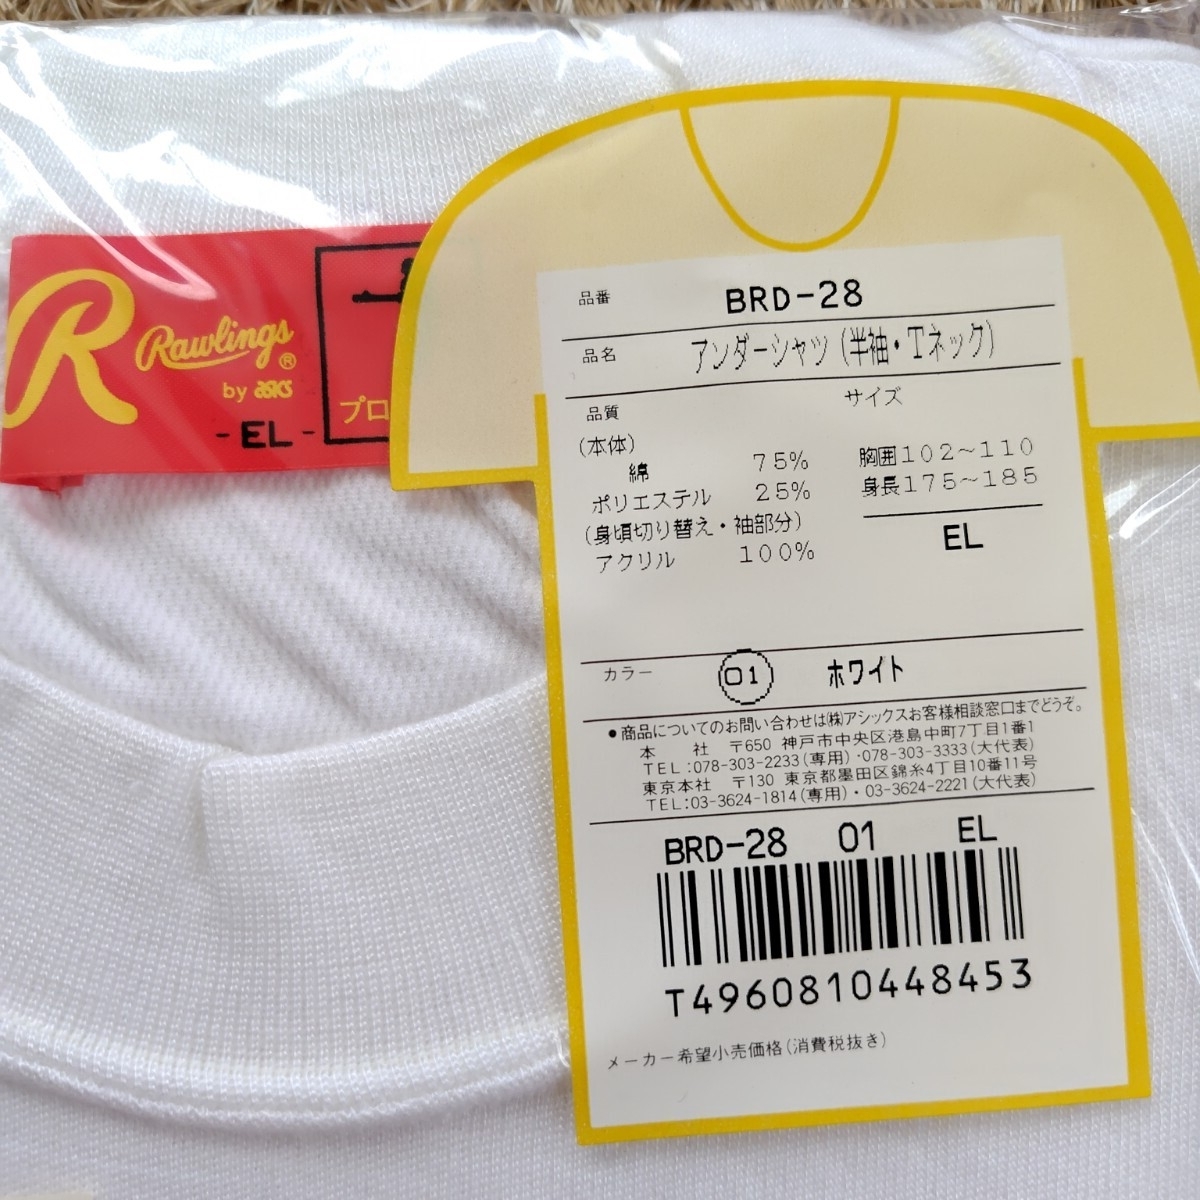 R
Rawlings®
by asics
- EL -
プロ
品番 BRD-28
品名 アンダーシャツ(半袖・Tネック)
品質
サイズ
(本体)
綿 75%
ポリエステル 25%
(身頃切り替え・袖部分)
アクリル 100%
胸囲102~110
身長175~185
EL
カラー 01 ホワイト
●商品についてのお問い合わせは㈱アシックスお客様相談窓口までどうぞ。
本 社 〒650 神戸市中央区港島中町7丁目1番1
TEL:078-303-2233(専用)・078-303-3333(大代表)
東京本社 〒130 東京都墨田区錦糸4丁目10番11号
TEL:03-3624-1814(専用)・03-3624-2221(大代表)
BRD-28 01 EL
T4960810448453
メーカー希望小売価格(消費税抜き)